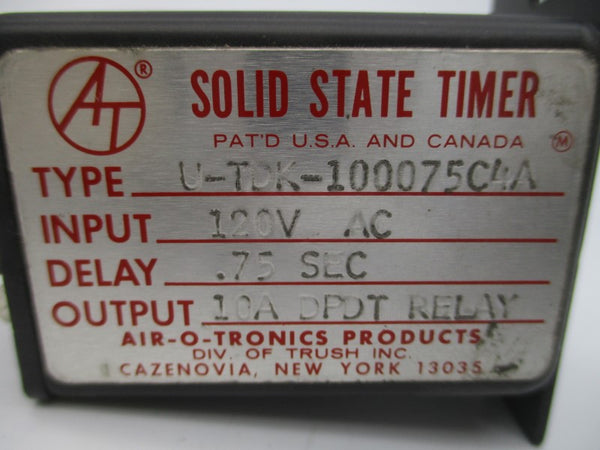 AT ®
SOLID STATE TIMER
PAT'D U.S.A. AND CANADA M
TYPE U-TDK-100075C4A
INPUT 120V AC
DELAY .75 SEC
OUTPUT 10A DPDT RELAY
AIR-O-TRONICS PRODUCTS
DIV. OF TRUSH INC.
CAZENOVIA, NEW YORK 13035